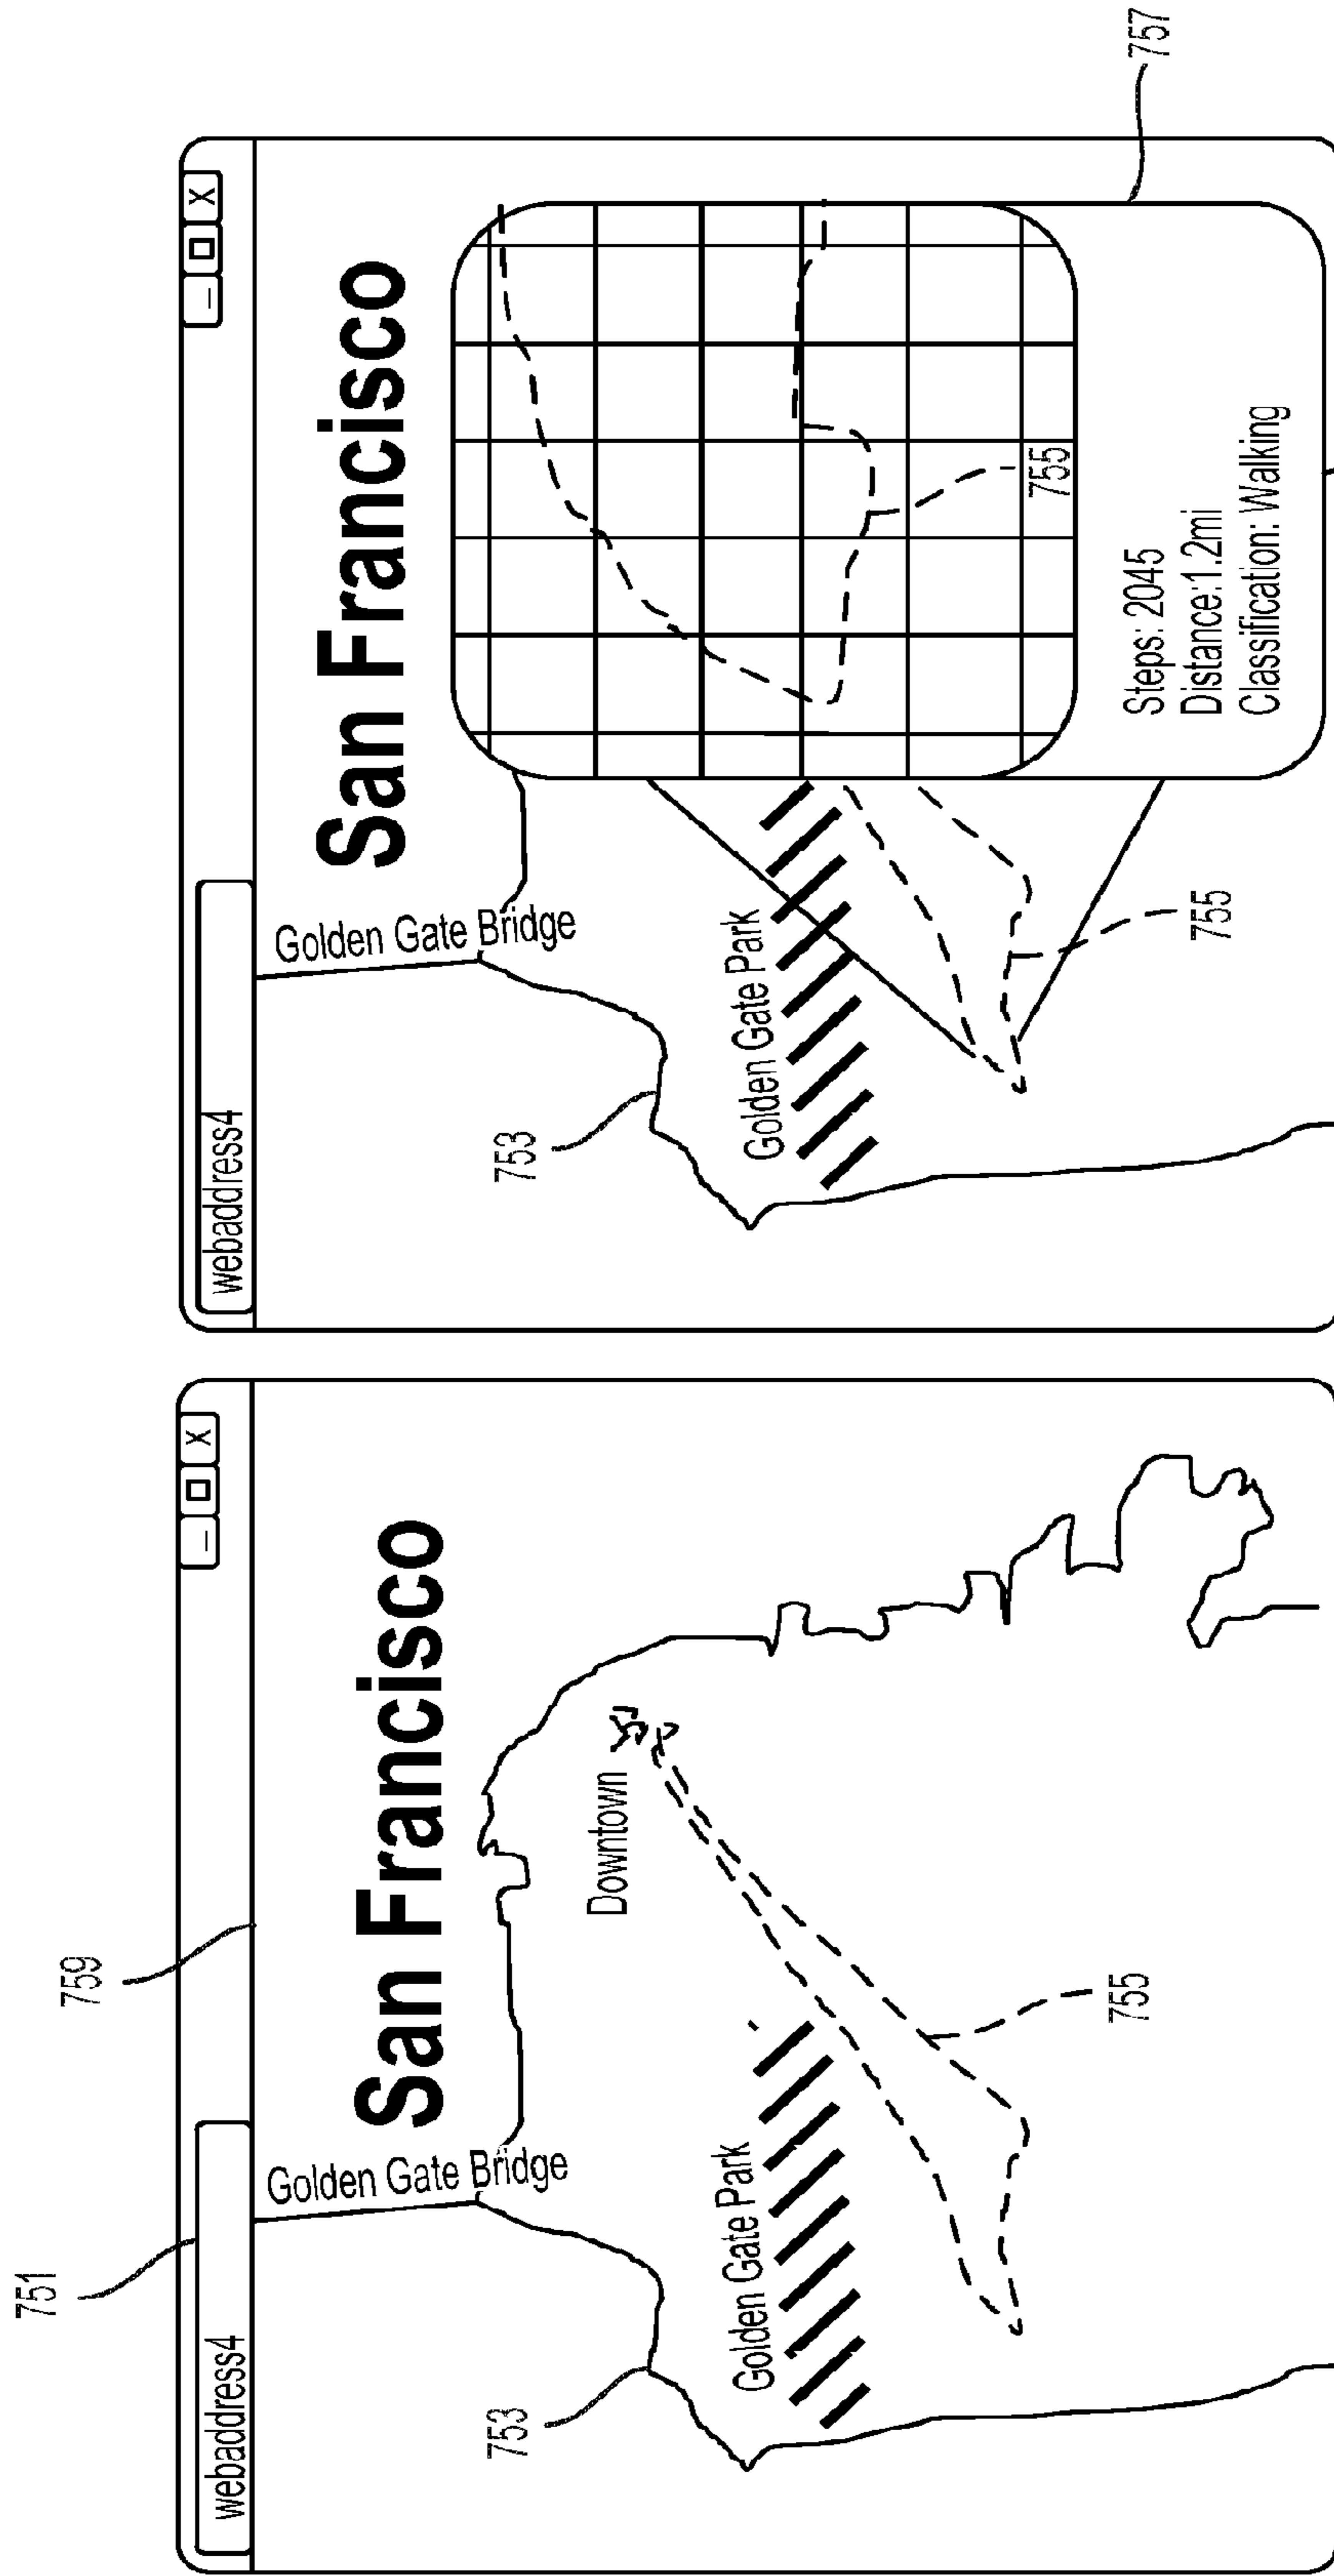 751
759
webaddress4
_ X
Golden Gate Bridge
San Francisco
753
Downtown
Golden Gate Park
755
webaddress4
_ X
Golden Gate Bridge
San Francisco
753
Golden Gate Park
755
755
Steps: 2045
Distance:1.2mi
Classification: Walking
757